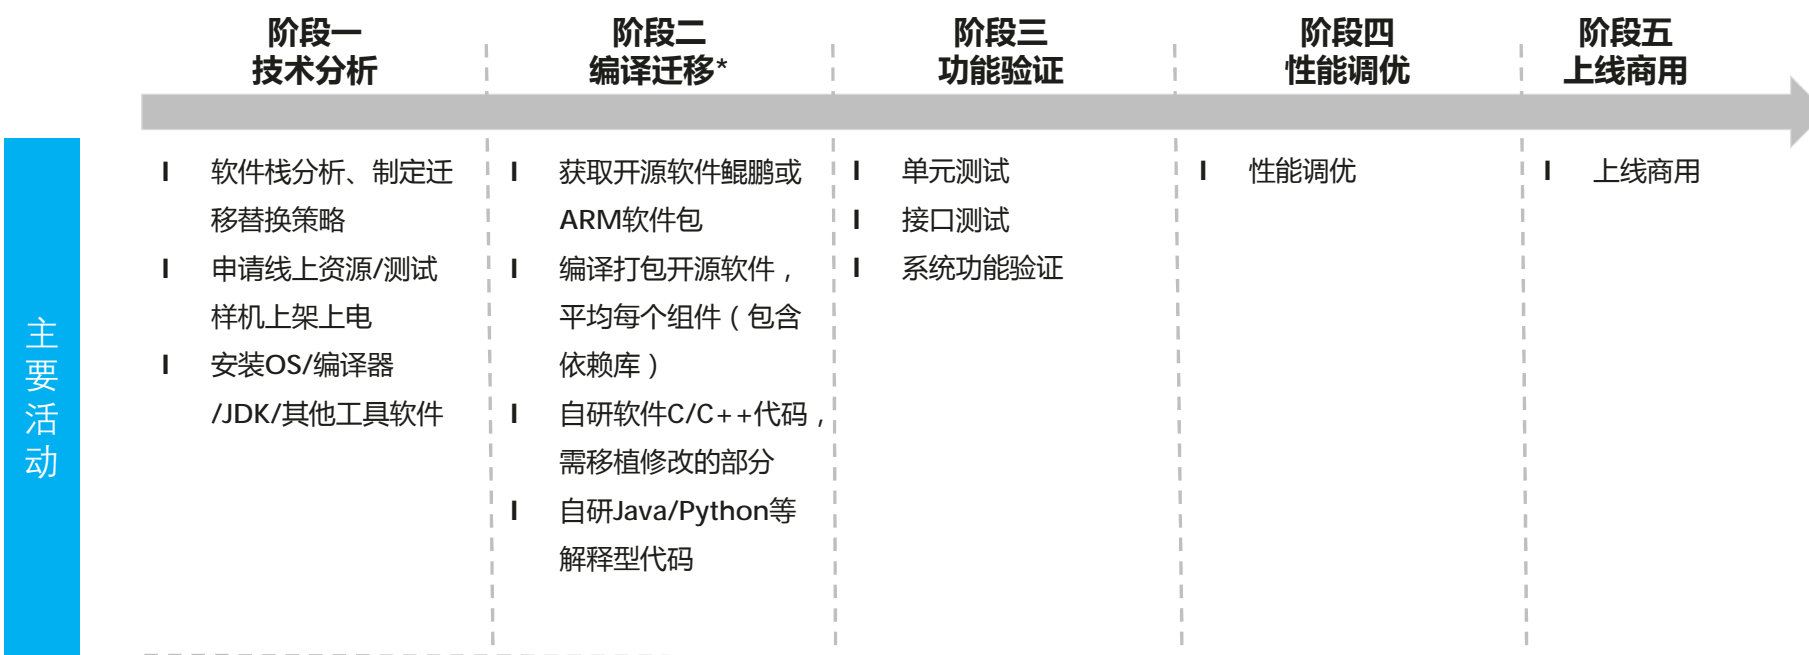 阶段一
技术分析
阶段二
编译迁移*
阶段三
功能验证
阶段四
性能调优
阶段五
上线商用
主要活动
l 软件栈分析、制定迁
移替换策略
l 申请线上资源/测试
样机上架上电
l 安装OS/编译器
/JDK/其他工具软件
l 获取开源软件鲲鹏或
ARM软件包
l 编译打包开源软件，
平均每个组件（包含
依赖库）
l 自研软件C/C++代码，
需移植修改的部分
l 自研Java/Python等
解释型代码
l 单元测试
l 接口测试
l 系统功能验证
l 性能调优
l 上线商用